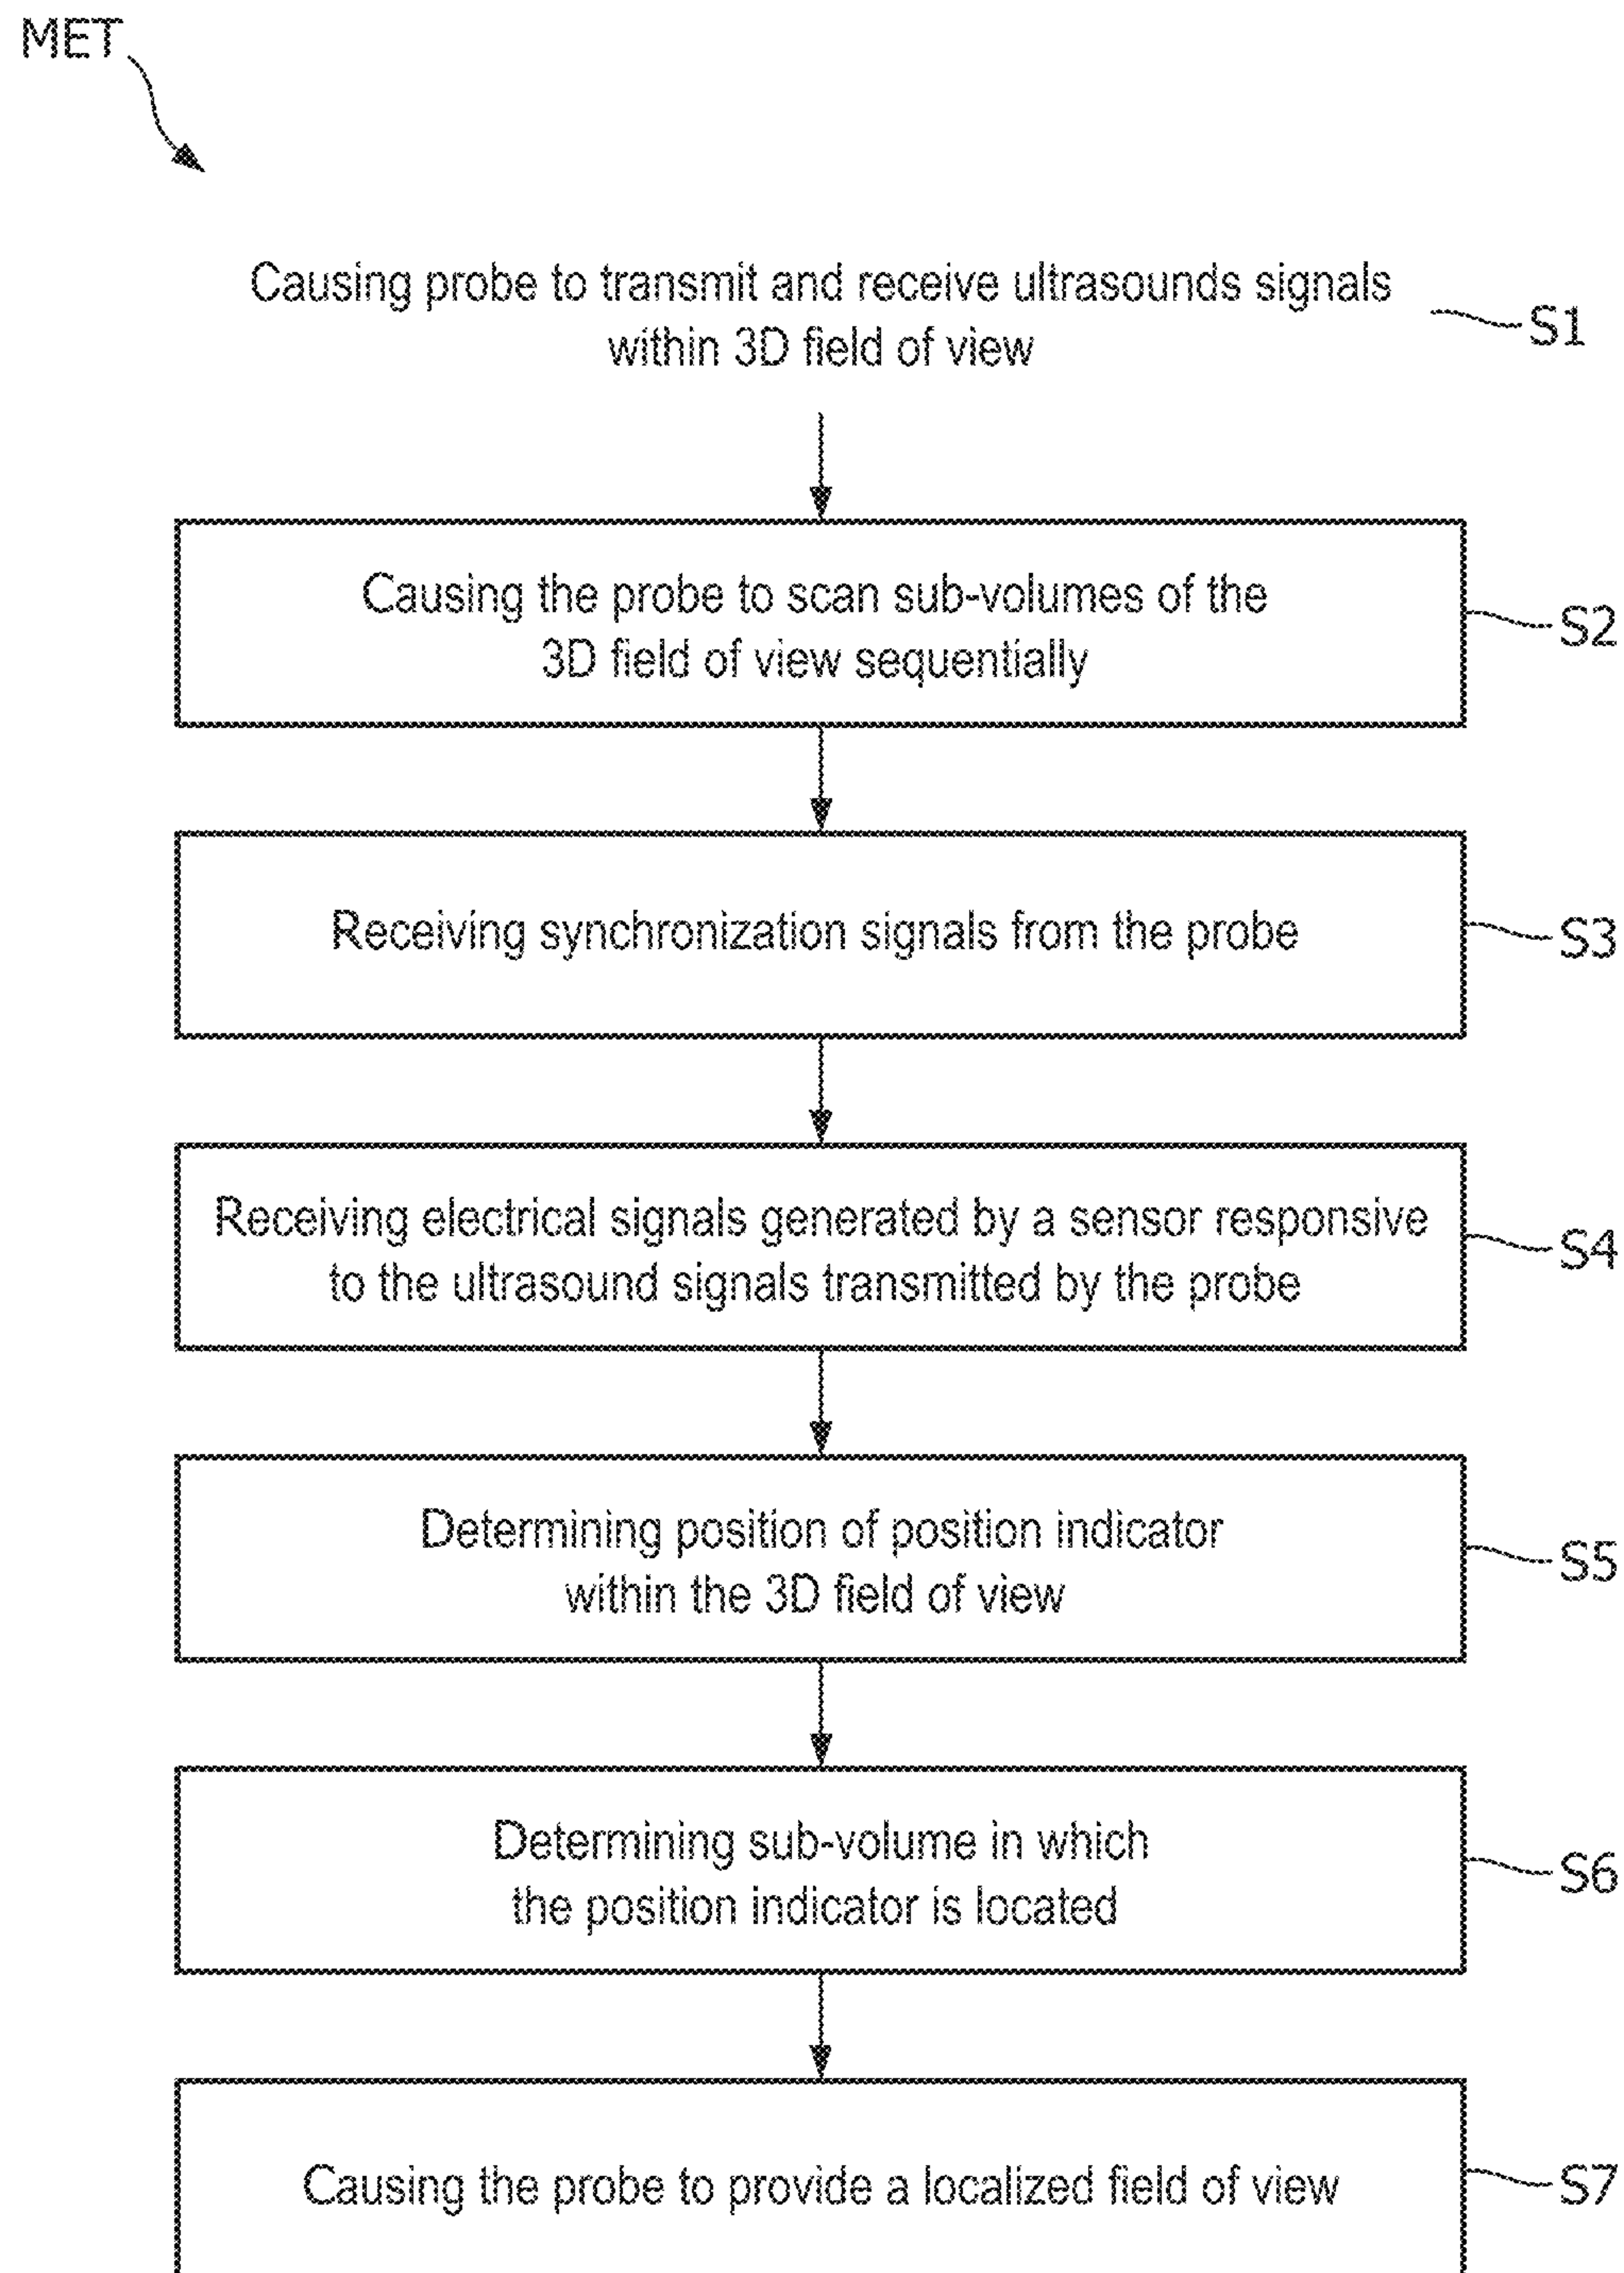 MET
Causing probe to transmit and receive ultrasounds signals
within 3D field of view
S1
Causing the probe to scan sub-volumes of the
3D field of view sequentially
S2
Receiving synchronization signals from the probe
S3
Receiving electrical signals generated by a sensor responsive
to the ultrasound signals transmitted by the probe
S4
Determining position of position indicator
within the 3D field of view
S5
Determining sub-volume in which
the position indicator is located
S6
Causing the probe to provide a localized field of view
S7